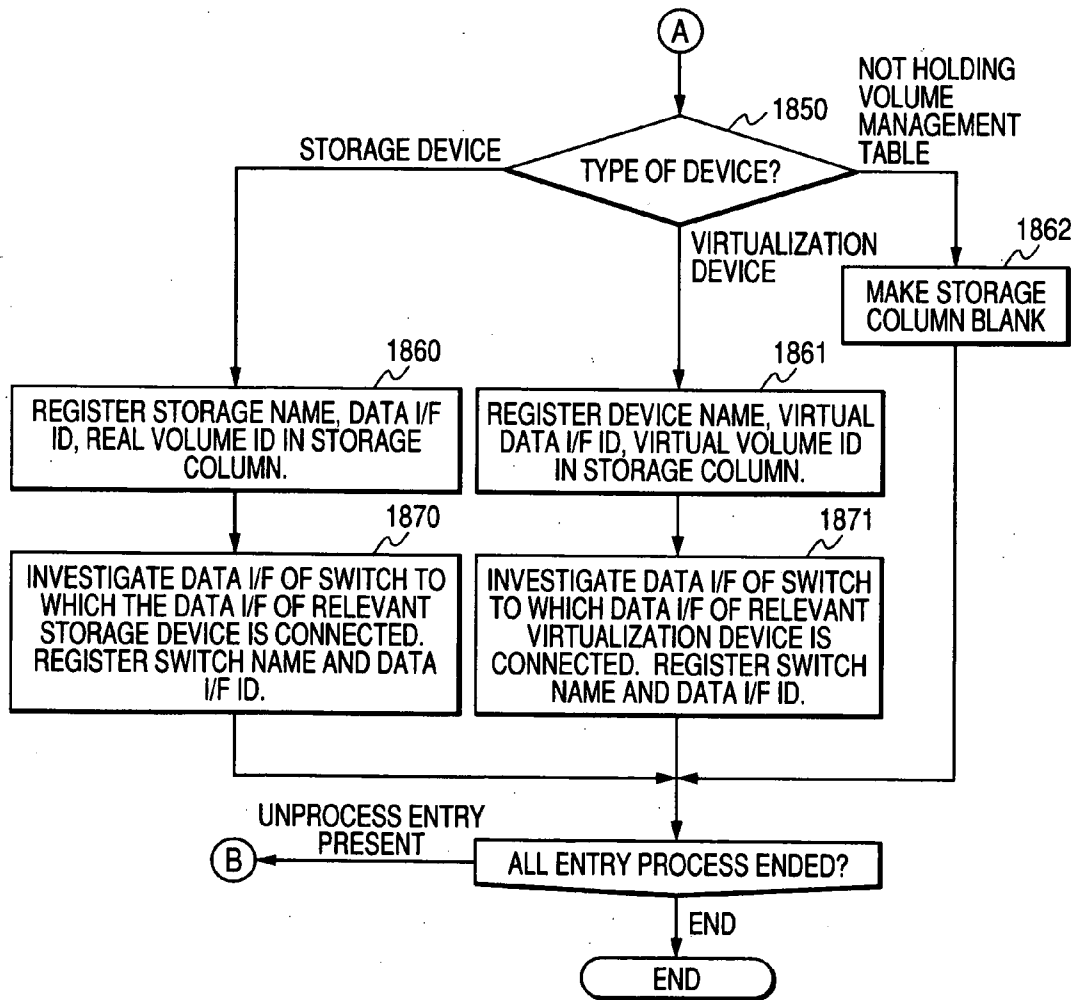 A
NOT HOLDING
VOLUME
MANAGEMENT
TABLE
1850
STORAGE DEVICE
TYPE OF DEVICE?
VIRTUALIZATION
DEVICE
1862
MAKE STORAGE
COLUMN BLANK
1860
REGISTER STORAGE NAME, DATA I/F
ID, REAL VOLUME ID IN STORAGE
COLUMN.
1861
REGISTER DEVICE NAME, VIRTUAL
DATA I/F ID, VIRTUAL VOLUME ID
IN STORAGE COLUMN.
1870
INVESTIGATE DATA I/F OF SWITCH TO
WHICH THE DATA I/F OF RELEVANT
STORAGE DEVICE IS CONNECTED.
REGISTER SWITCH NAME AND DATA
I/F ID.
1871
INVESTIGATE DATA I/F OF SWITCH
TO WHICH DATA I/F OF RELEVANT
VIRTUALIZATION DEVICE IS
CONNECTED. REGISTER SWITCH
NAME AND DATA I/F ID.
UNPROCESS ENTRY
PRESENT
B
ALL ENTRY PROCESS ENDED?
END
END